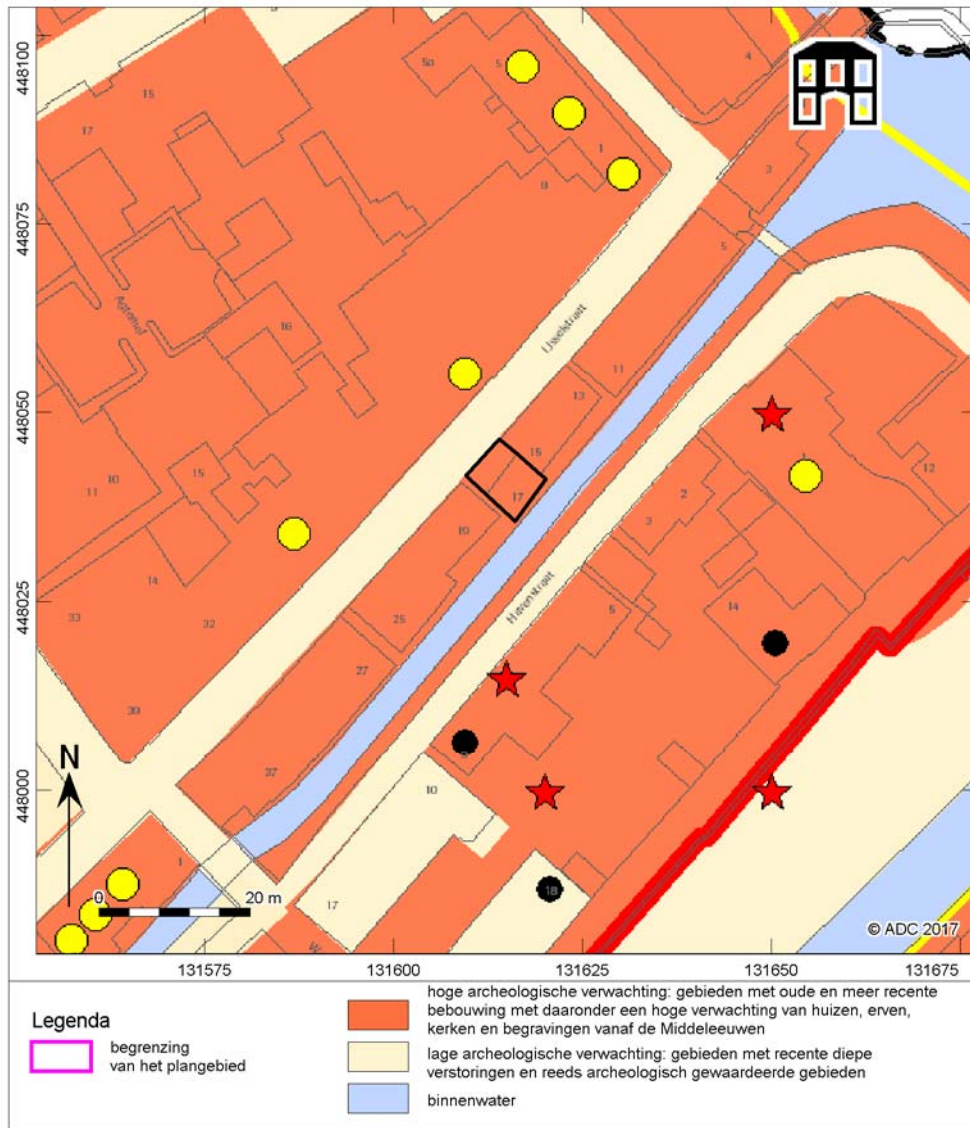 448100
448075
448050
448025
448000
15
17
5a
5
1
8
4
3
5
IJsselstraat
11
13
15
17
19
25
27
37
16
15
10
11
14
33
32
39
Havenstraat
2
3
5
14
12
10
17
18
1
N
0 20 m
© ADC 2017
131575
131600
131625
131650
131675
Legenda
begrenzing
van het plangebied
hoge archeologische verwachting: gebieden met oude en meer recente
bebouwing met daaronder een hoge verwachting van huizen, erven,
kerken en begravingen vanaf de Middeleeuwen
lage archeologische verwachting: gebieden met recente diepe
verstoringen en reeds archeologisch gewaardeerde gebieden
binnenwater